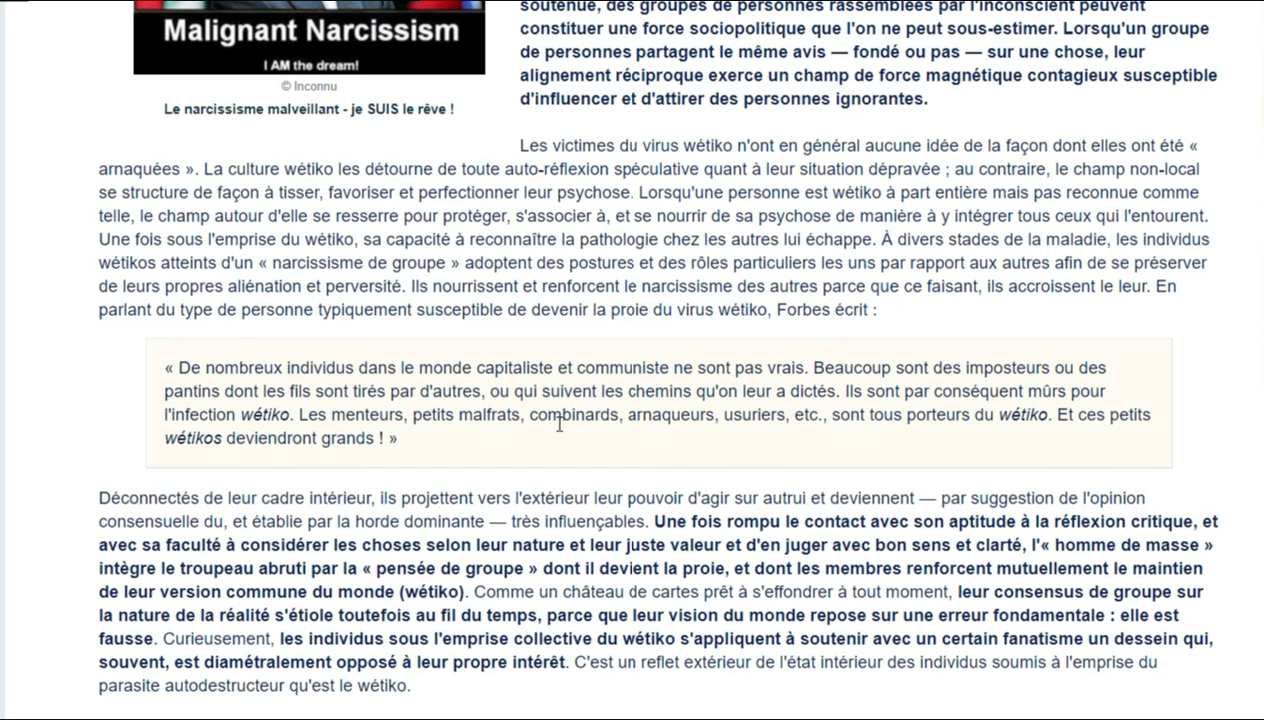 Malignant Narcissism
I AM the dream!
© Inconnu
Le narcissisme malveillant - je SUIS le rêve !
soutenue, des groupes de personnes rassemblées par l'inconscient peuvent
constituer une force sociopolitique que l'on ne peut sous-estimer. Lorsqu'un groupe
de personnes partagent le même avis — fondé ou pas — sur une chose, leur
alignement réciproque exerce un champ de force magnétique contagieux susceptible
d'influencer et d'attirer des personnes ignorantes.
Les victimes du virus wétiko n'ont en général aucune idée de la façon dont elles ont été «
arnaquées ». La culture wétiko les détourne de toute auto-réflexion spéculative quant à leur situation dépravée ; au contraire, le champ non-local
se structure de façon à tisser, favoriser et perfectionner leur psychose. Lorsqu'une personne est wétiko à part entière mais pas reconnue comme
telle, le champ autour d'elle se resserre pour protéger, s'associer à, et se nourrir de sa psychose de manière à y intégrer tous ceux qui l'entourent.
Une fois sous l'emprise du wétiko, sa capacité à reconnaître la pathologie chez les autres lui échappe. À divers stades de la maladie, les individus
wétikos atteints d'un « narcissisme de groupe » adoptent des postures et des rôles particuliers les uns par rapport aux autres afin de se préserver
de leurs propres aliénation et perversité. Ils nourrissent et renforcent le narcissisme des autres parce que ce faisant, ils accroissent le leur. En
parlant du type de personne typiquement susceptible de devenir la proie du virus wétiko, Forbes écrit :
« De nombreux individus dans le monde capitaliste et communiste ne sont pas vrais. Beaucoup sont des imposteurs ou des
pantins dont les fils sont tirés par d'autres, ou qui suivent les chemins qu'on leur a dictés. Ils sont par conséquent mûrs pour
l'infection wétiko. Les menteurs, petits malfrats, combinards, arnaqueurs, usuriers, etc., sont tous porteurs du wétiko. Et ces petits
wétikos deviendront grands ! »
Déconnectés de leur cadre intérieur, ils projettent vers l'extérieur leur pouvoir d'agir sur autrui et deviennent — par suggestion de l'opinion
consensuelle du, et établie par la horde dominante — très influençables. Une fois rompu le contact avec son aptitude à la réflexion critique, et
avec sa faculté à considérer les choses selon leur nature et leur juste valeur et d'en juger avec bon sens et clarté, l'« homme de masse »
intègre le troupeau abruti par la « pensée de groupe » dont il devient la proie, et dont les membres renforcent mutuellement le maintien
de leur version commune du monde (wétiko). Comme un château de cartes prêt à s'effondrer à tout moment, leur consensus de groupe sur
la nature de la réalité s'étiole toutefois au fil du temps, parce que leur vision du monde repose sur une erreur fondamentale : elle est
fausse. Curieusement, les individus sous l'emprise collective du wétiko s'appliquent à soutenir avec un certain fanatisme un dessein qui,
souvent, est diamétralement opposé à leur propre intérêt. C'est un reflet extérieur de l'état intérieur des individus soumis à l'emprise du
parasite autodestructeur qu'est le wétiko.